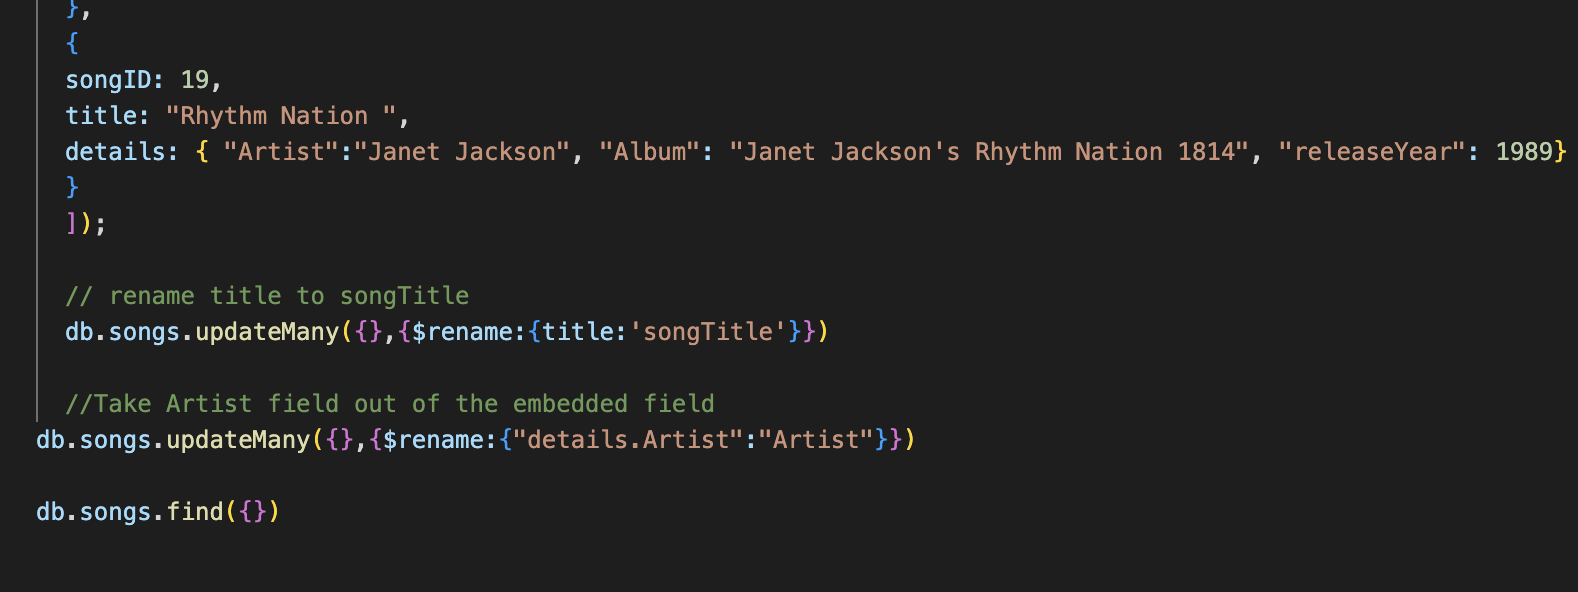 },
{
songID: 19,
title: "Rhythm Nation ",
details: { "Artist":"Janet Jackson", "Album": "Janet Jackson's Rhythm Nation 1814", "releaseYear": 1989}
}
]);
// rename title to songTitle
db.songs.updateMany({},{$rename:{title:'songTitle'}})
//Take Artist field out of the embedded field
db.songs.updateMany({},{$rename:{"details.Artist":"Artist"}})
db.songs.find({})